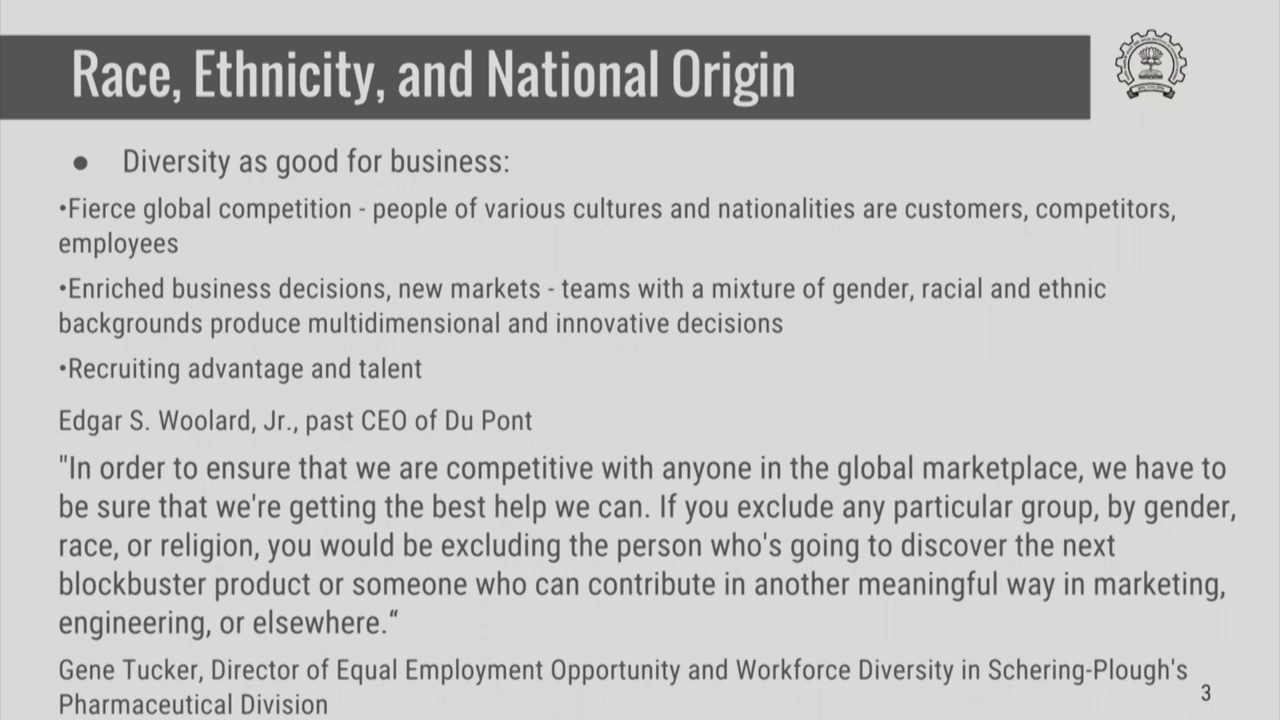 Race, Ethnicity, and National Origin
● Diversity as good for business:
•Fierce global competition - people of various cultures and nationalities are customers, competitors,
employees
•Enriched business decisions, new markets - teams with a mixture of gender, racial and ethnic
backgrounds produce multidimensional and innovative decisions
•Recruiting advantage and talent
Edgar S. Woolard, Jr., past CEO of Du Pont
"In order to ensure that we are competitive with anyone in the global marketplace, we have to
be sure that we're getting the best help we can. If you exclude any particular group, by gender,
race, or religion, you would be excluding the person who's going to discover the next
blockbuster product or someone who can contribute in another meaningful way in marketing,
engineering, or elsewhere.“
Gene Tucker, Director of Equal Employment Opportunity and Workforce Diversity in Schering-Plough's
Pharmaceutical Division
3